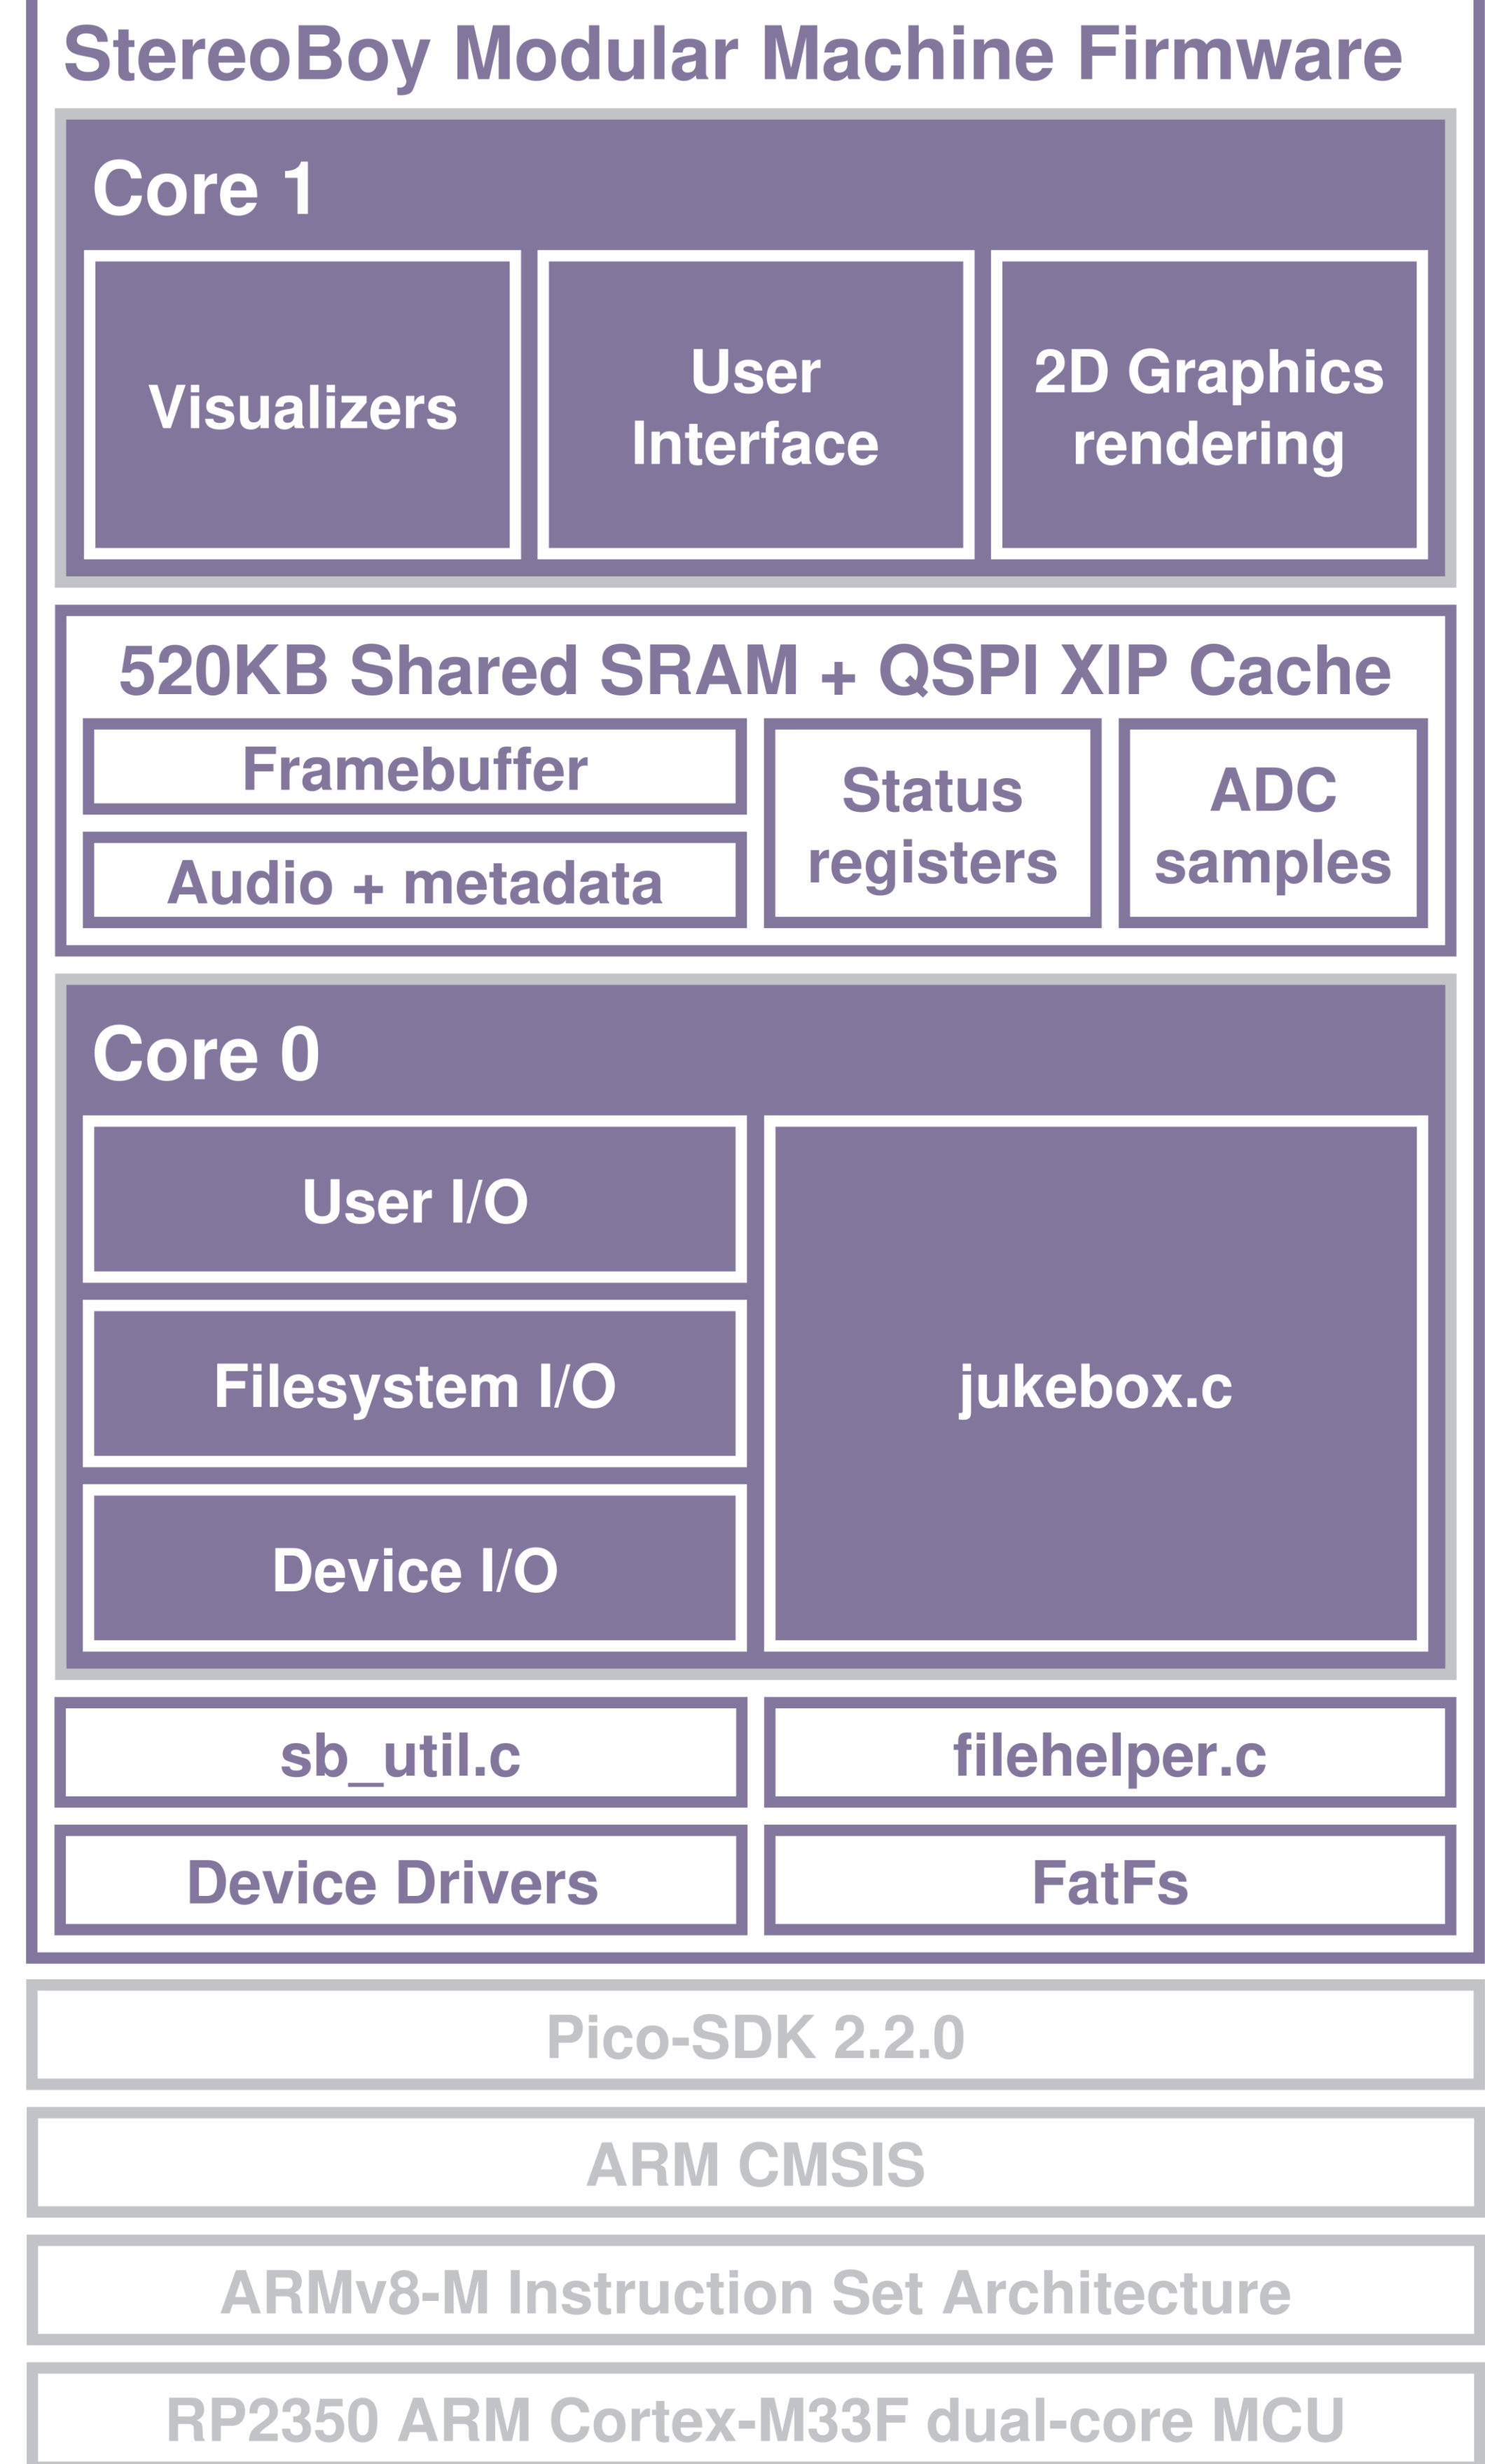 StereoBoy Modular Machine Firmware
Core 1
Visualizers
User
Interface
2D Graphics
rendering
520KB Shared SRAM + QSPI XIP Cache
Framebuffer
Audio + metadata
Status
registers
ADC
samples
Core 0
User I/O
Filesystem I/O
Device I/O
jukeboxx.c
sb_util.c
filehelper.c
Device Drivers
FatFs
Pico-SDK 2.2.0
ARM CMSIS
ARMv8-M Instruction Set Architecture
RP2350 ARM Cortex-M33F dual-core MCU